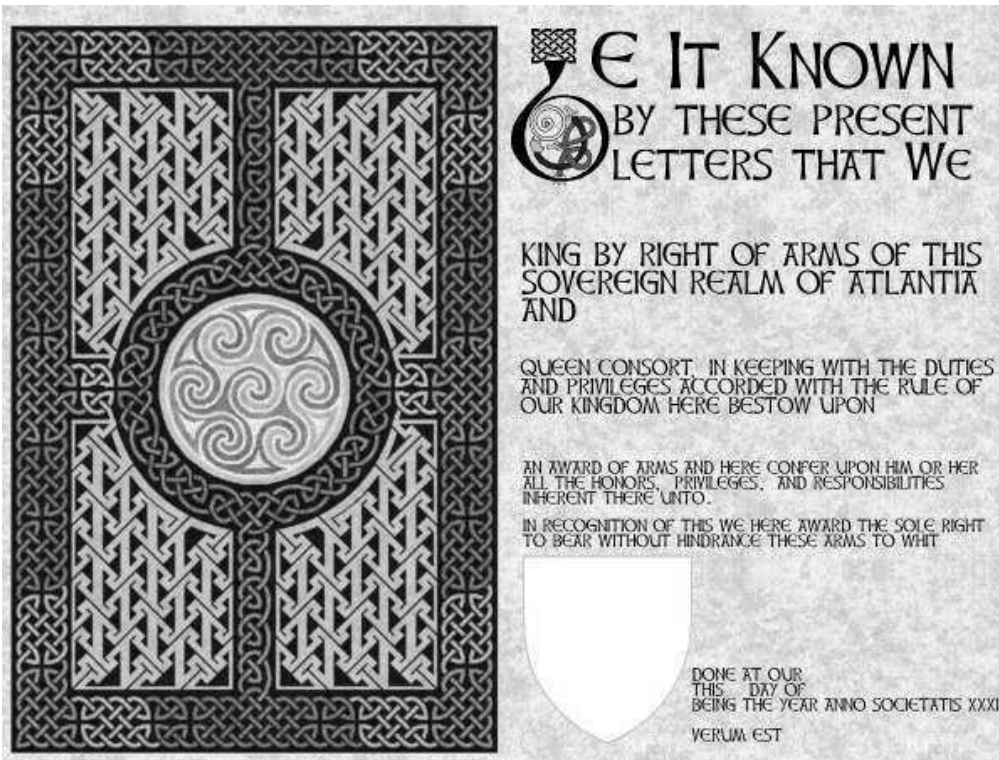 BE IT KNOWN
BY THESE PRESENT
LETTERS THAT WE
KING BY RIGHT OF ARMS OF THIS
SOVEREIGN REALM OF ATLANTIA
AND
QUEEN CONSORT, IN KEEPING WITH THE DUTIES
AND PRIVILEGES ACCORDED WITH THE RULE OF
OUR KINGDOM HERE BESTOW UPON
AN AWARD OF ARMS AND HERE CONFER UPON HIM OR HER
ALL THE HONORS, PRIVILEGES, AND RESPONSIBILITIES
INHERENT THERE UNTO.
IN RECOGNITION OF THIS WE HERE AWARD THE SOLE RIGHT
TO BEAR WITHOUT HINDRANCE THESE ARMS TO WHIT
DONE AT OUR
THIS DAY OF
BEING THE YEAR ANNO SOCIETATIS XXXI
VERUM EST